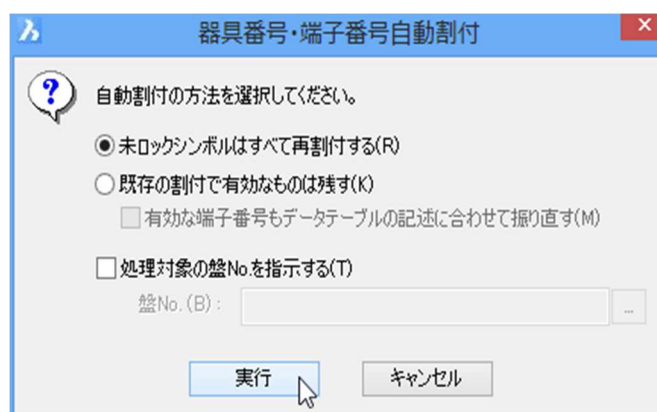 器具番号・端子番号自動割付
自動割付の方法を選択してください。
未ロックシンボルはすべて再割付する(R)
既存の割付で有効なものは残す(K)
有効な端子番号もデータテーブルの記述に合わせて振り直す(M)
処理対象の盤No.を指示する(T)
盤No.(B):
...
実行 キャンセル